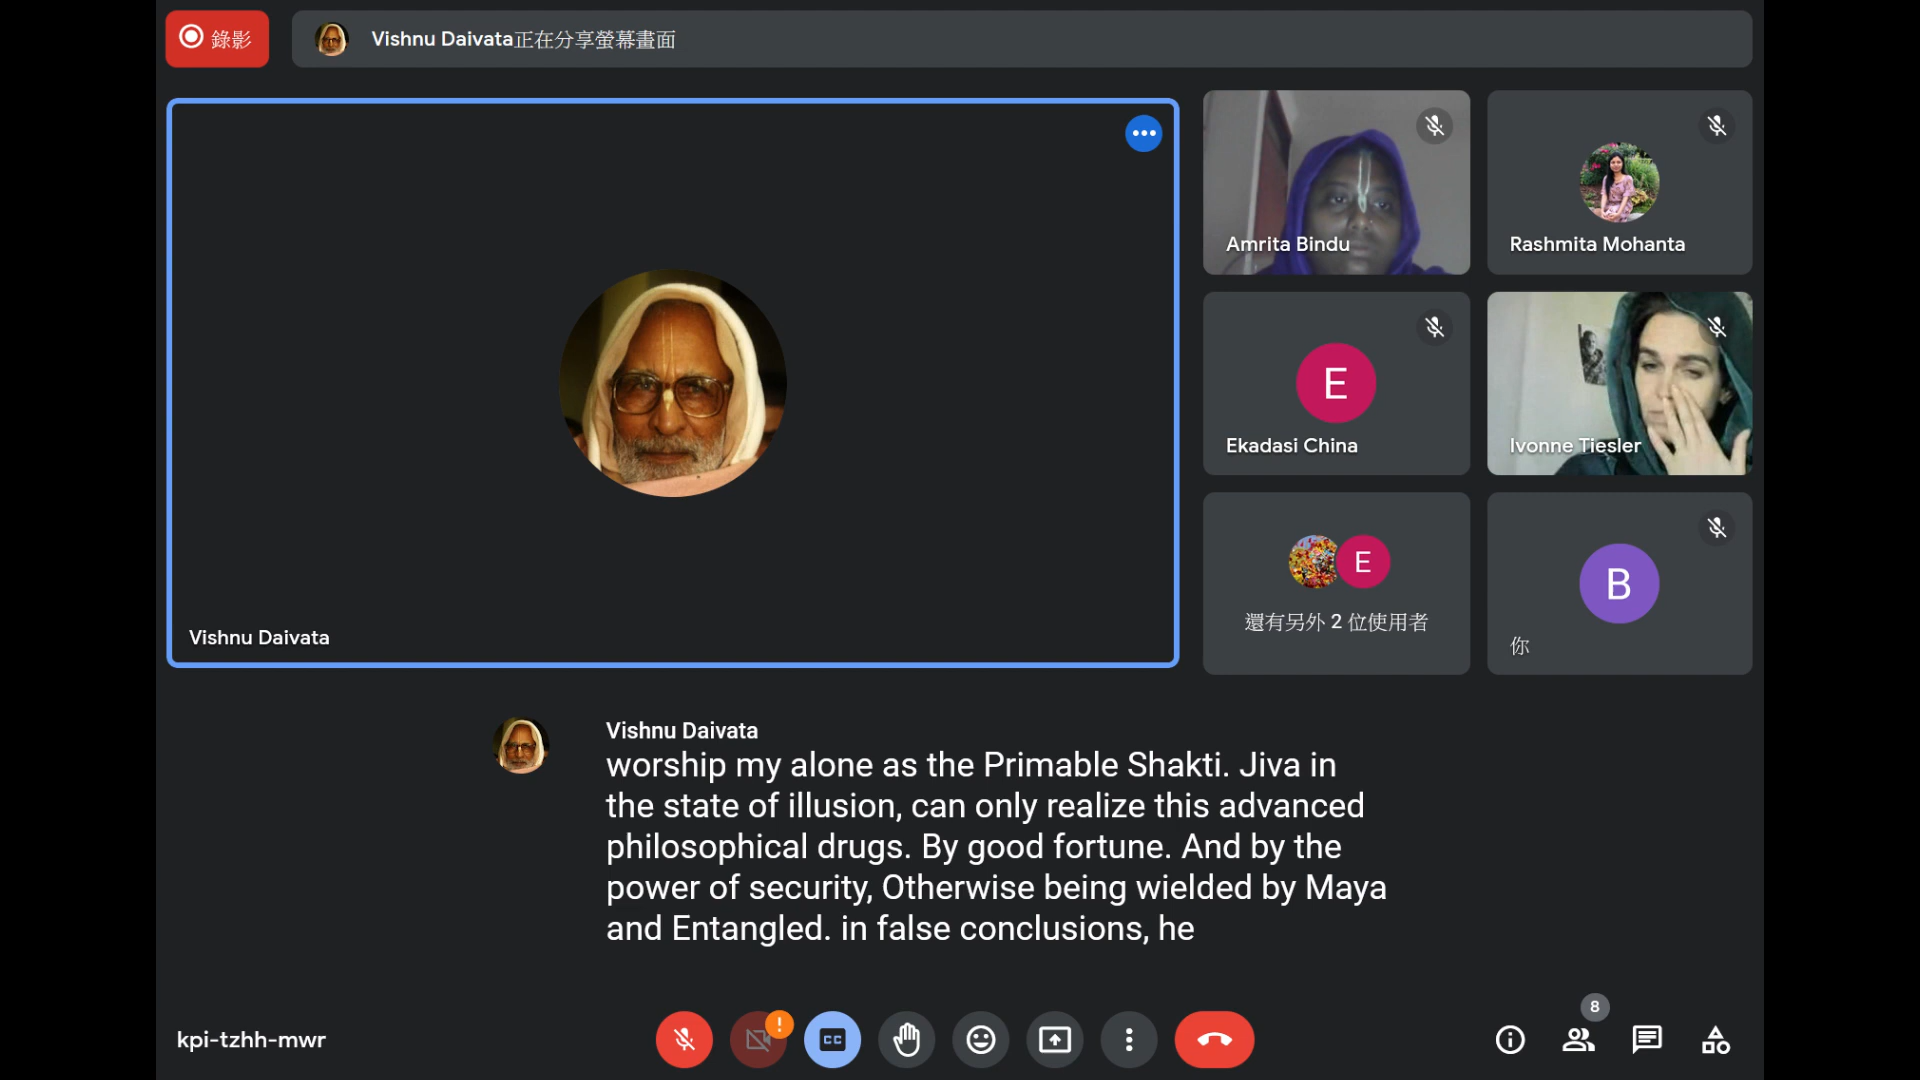 錄影
Vishnu Daivata正在分享螢幕畫面
Vishnu Daivata
Amrita Bindu
Rashmita Mohanta
E
Ekadasi China
Ivonne Tiesler
E
還有另外 2 位使用者
B
你
Vishnu Daivata
worship my alone as the Primable Shakti. Jiva in
the state of illusion, can only realize this advanced
philosophical drugs. By good fortune. And by the
power of security, Otherwise being wielded by Maya
and Entangled. in false conclusions, he
kpi-tzhh-mwr
!
CC
8